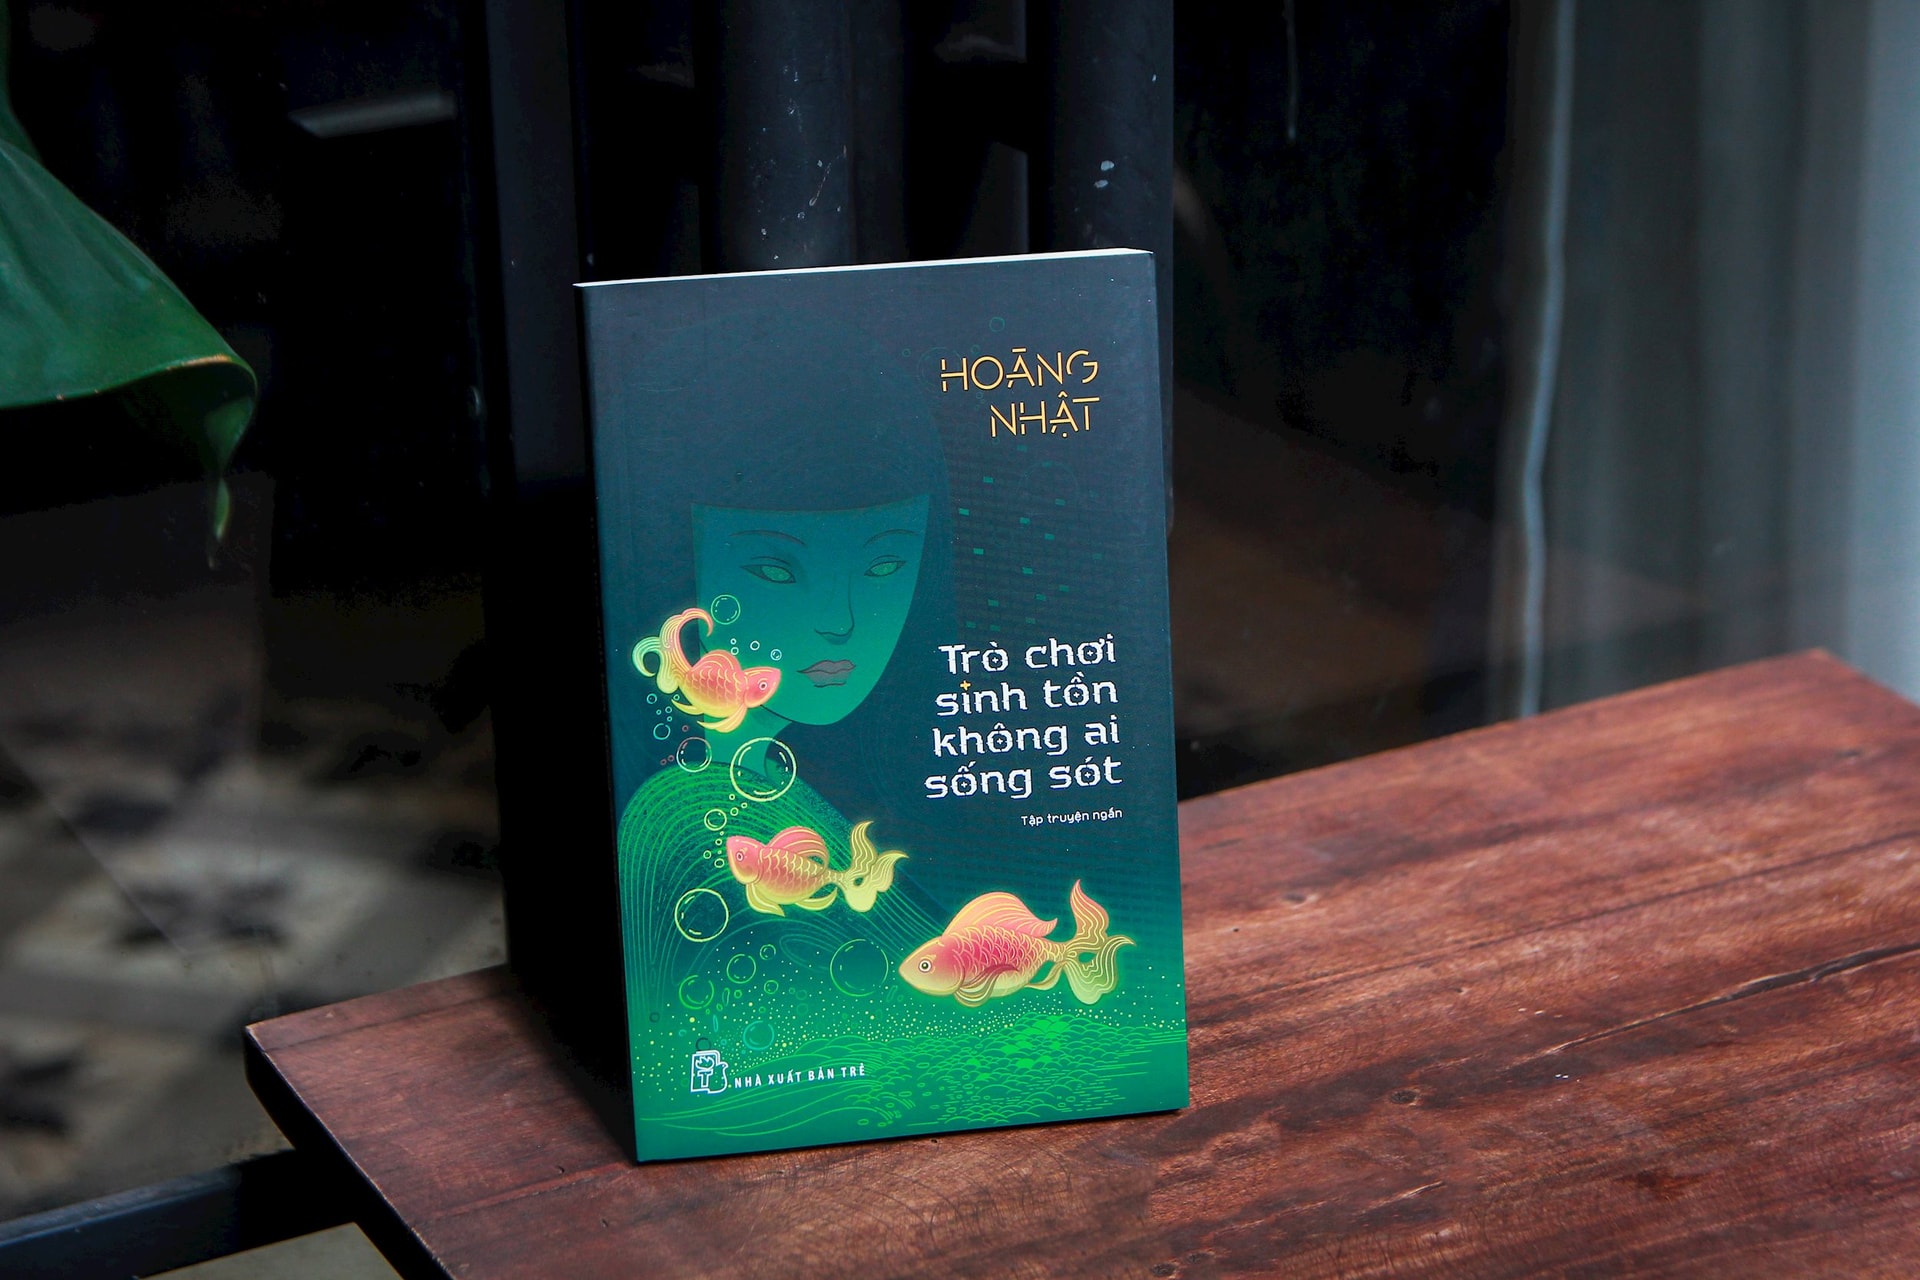 HOÀNG
NHẬT
Trò chơi
sinh tồn
không ai
sống sót
Tập truyện ngắn
NHÀ XUẤT BẢN TRẺ